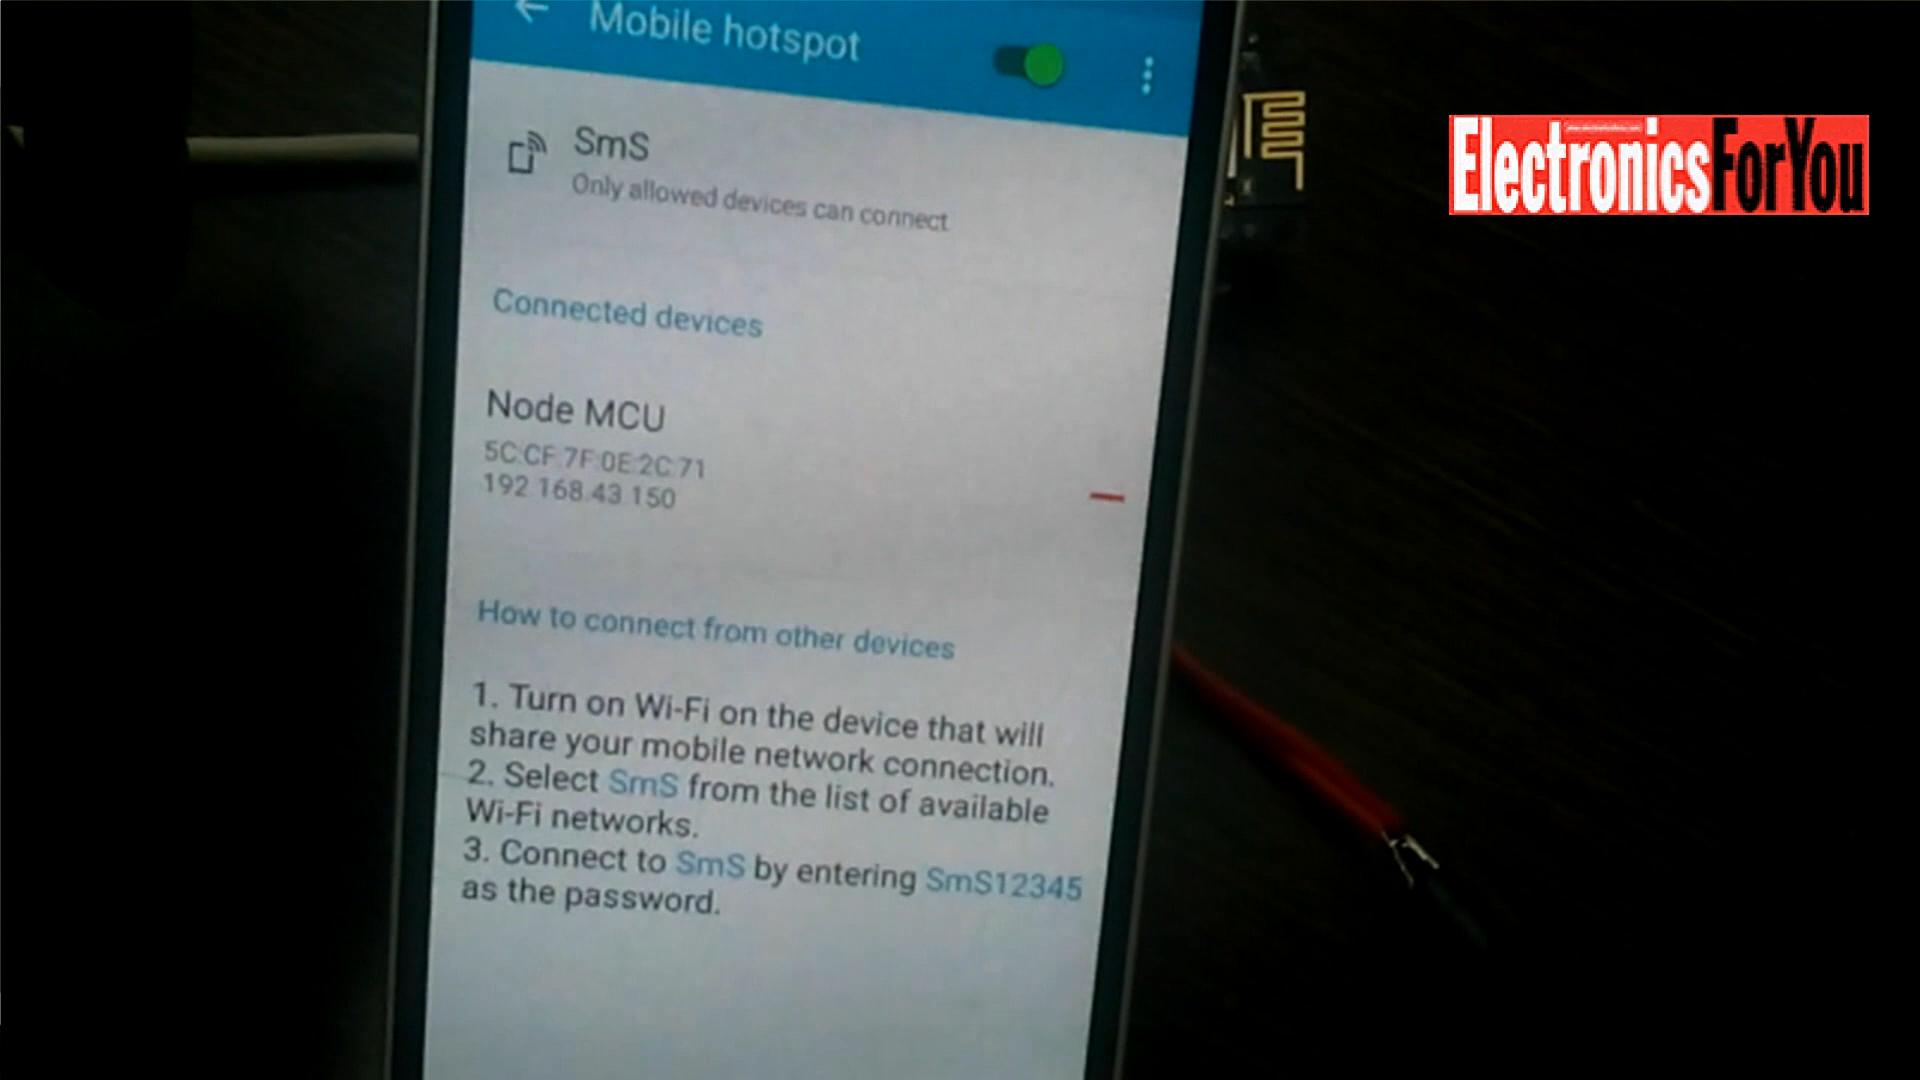 Mobile hotspot
SmS
Only allowed devices can connect
Connected devices
Node MCU
5C:CF:7F:0E:2C:71
192.168.43.150
How to connect from other devices
1. Turn on Wi-Fi on the device that will
share your mobile network connection.
2. Select SmS from the list of available
Wi-Fi networks.
3. Connect to SmS by entering SmS12345
as the password.
ElectronicsForYou